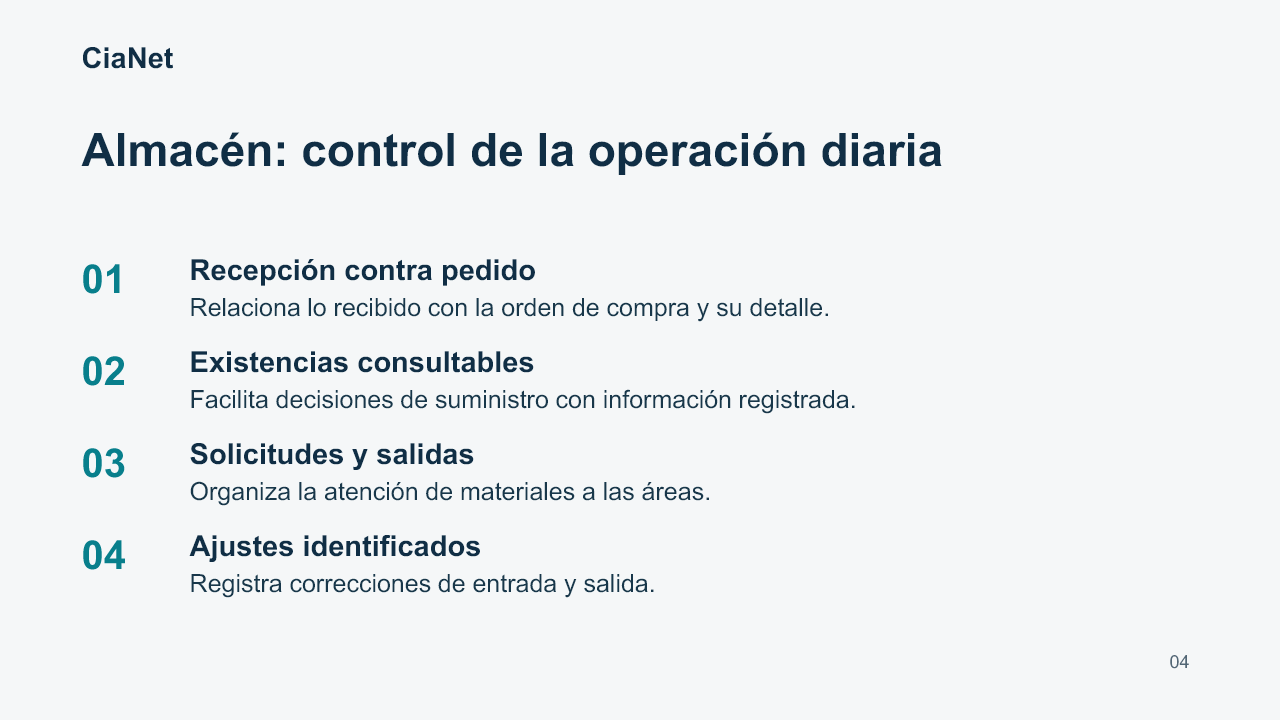 CiaNet
Almacén: control de la operación diaria
01
Recepción contra pedido
Relaciona lo recibido con la orden de compra y su detalle.
02
Existencias consultables
Facilita decisiones de suministro con información registrada.
03
Solicitudes y salidas
Organiza la atención de materiales a las áreas.
04
Ajustes identificados
Registra correcciones de entrada y salida.
04